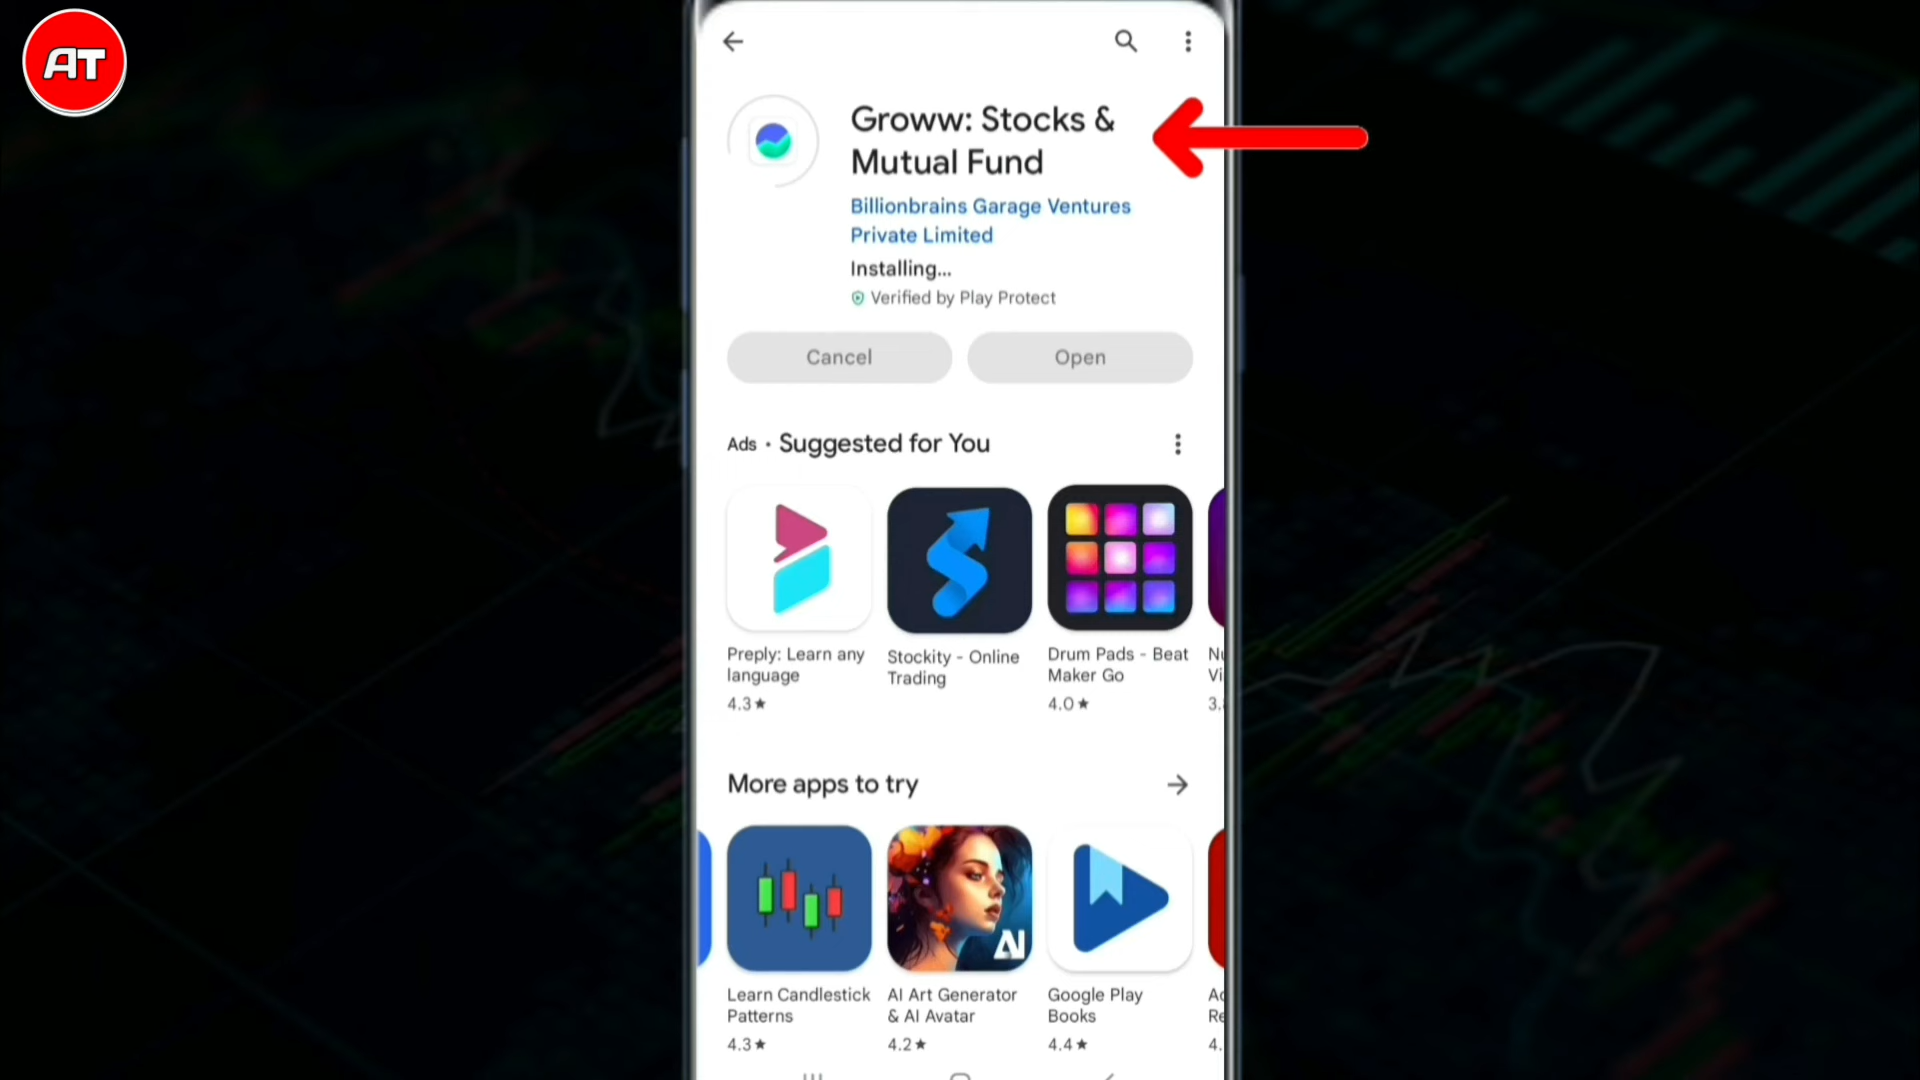 AT
Groww: Stocks &
Mutual Fund
Billionbrains Garage Ventures
Private Limited
Installing...
Verified by Play Protect
Cancel
Open
Ads • Suggested for You
Preply: Learn any
language
4.3★
Stockity - Online
Trading
Drum Pads - Beat
Maker Go
4.0★
More apps to try
Learn Candlestick
Patterns
4.3★
AI
AI Art Generator
& AI Avatar
4.2★
Google Play
Books
4.4★